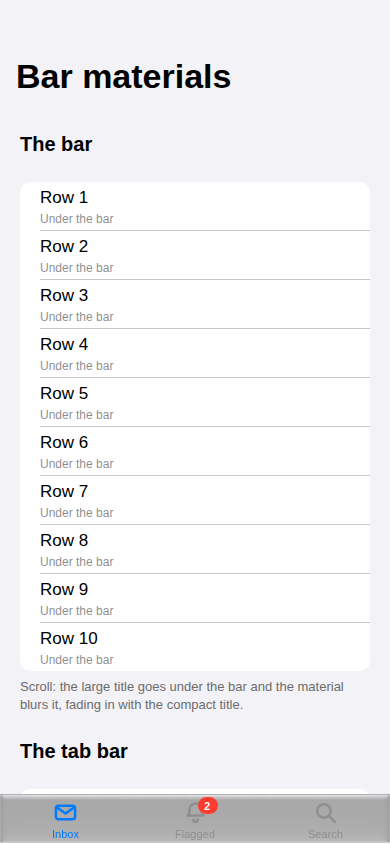 Bar materials
The bar
Row 1
Under the bar
Row 2
Under the bar
Row 3
Under the bar
Row 4
Under the bar
Row 5
Under the bar
Row 6
Under the bar
Row 7
Under the bar
Row 8
Under the bar
Row 9
Under the bar
Row 10
Under the bar
Scroll: the large title goes under the bar and the material
blurs it, fading in with the compact title.
The tab bar
2
Inbox
Flagged
Search